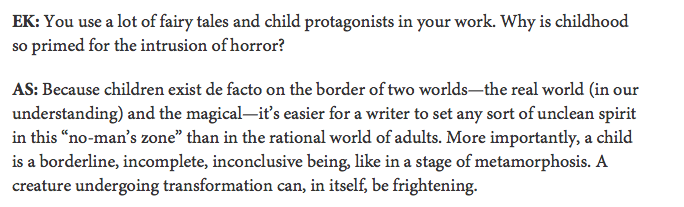 EK: You use a lot of fairy tales and child protagonists in your work. Why is childhood
so primed for the intrusion of horror?
AS: Because children exist de facto on the border of two worlds—the real world (in our
understanding) and the magical—it’s easier for a writer to set any sort of unclean spirit
in this “no-man’s zone” than in the rational world of adults. More importantly, a child
is a borderline, incomplete, inconclusive being, like in a stage of metamorphosis. A
creature undergoing transformation can, in itself, be frightening.